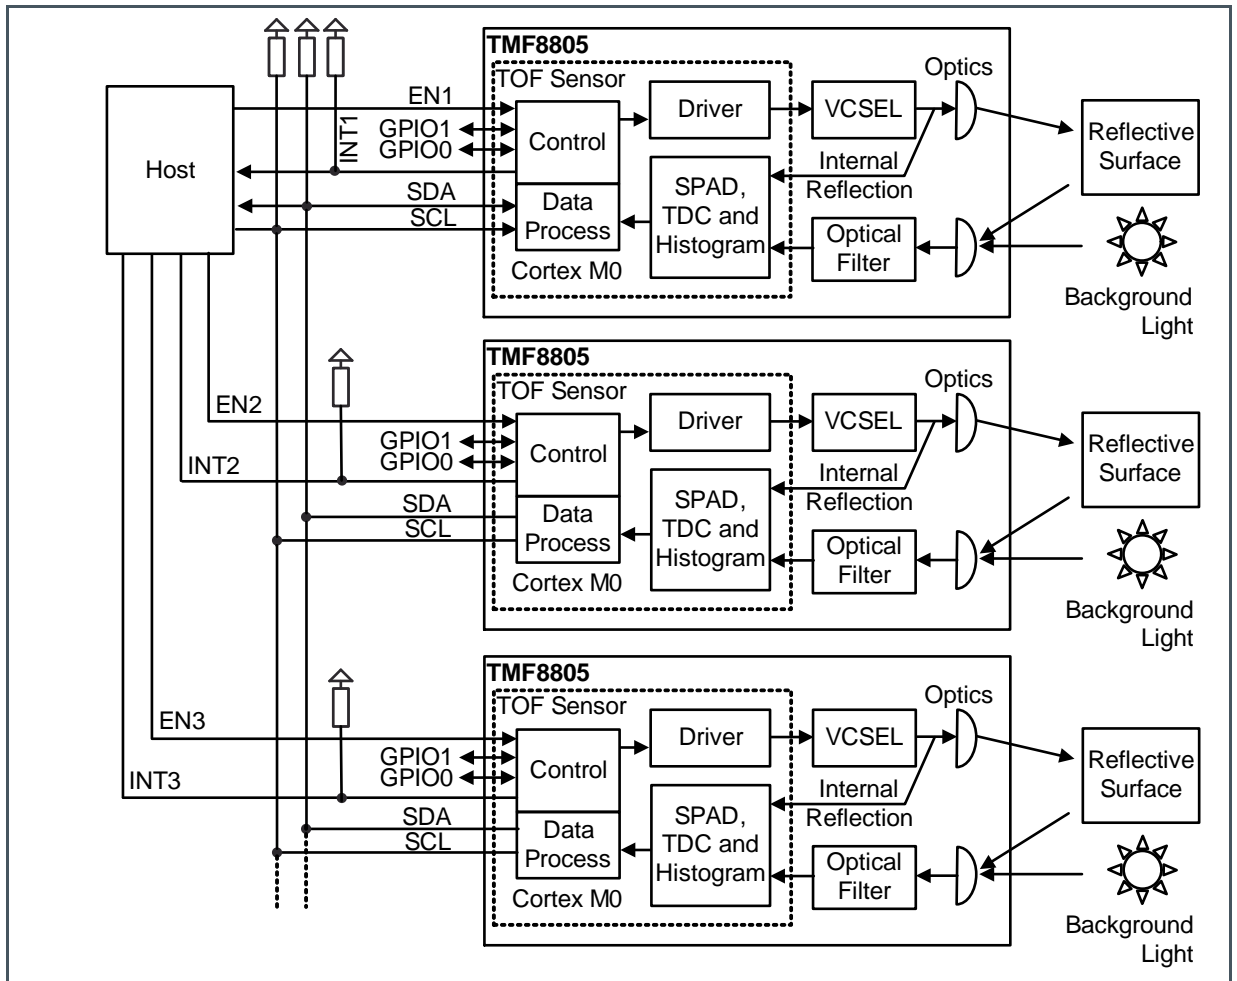 TMF8805
TOF Sensor
Optics
EN1
Driver
VCSEL
GPIO1
GPIO0
INT1
Control
Host
Reflective
Surface
Internal
Reflection
SDA
SCL
Data
Process
SPAD,
TDC and
Histogram
Optical
Filter
Cortex M0
Background
Light
TMF8805
TOF Sensor
Optics
EN2
Driver
VCSEL
GPIO1
GPIO0
Control
Reflective
Surface
INT2
Internal
Reflection
SDA
SCL
Data
Process
SPAD,
TDC and
Histogram
Optical
Filter
Cortex M0
Background
Light
TMF8805
TOF Sensor
Optics
EN3
Driver
VCSEL
GPIO1
GPIO0
Control
Reflective
Surface
INT3
Internal
Reflection
SDA
SCL
Data
Process
SPAD,
TDC and
Histogram
Optical
Filter
Cortex M0
Background
Light